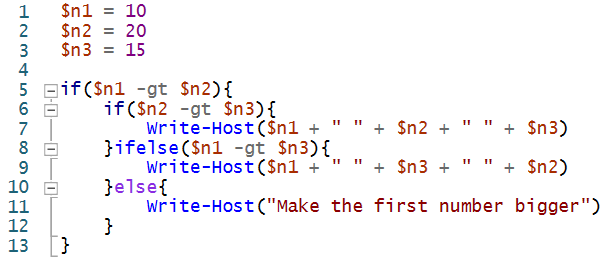 1 $n1 = 10
2 $n2 = 20
3 $n3 = 15
4
5 if($n1 -gt $n2){
6     if($n2 -gt $n3){
7         Write-Host($n1 + " " + $n2 + " " + $n3)
8     }ifelse($n1 -gt $n3){
9         Write-Host($n1 + " " + $n3 + " " + $n2)
10     }else{
11         Write-Host("Make the first number bigger")
12     }
13 }